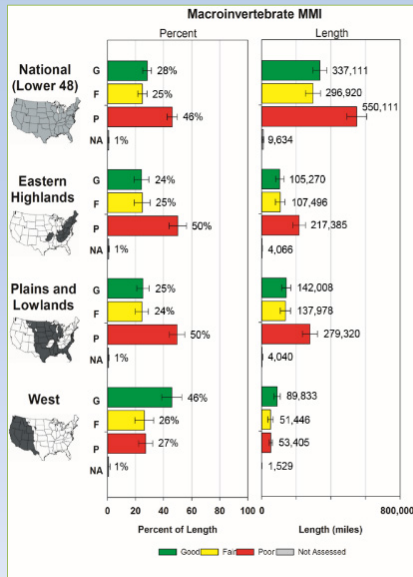 Macroinvertebrate MMI
Percent Length
National
(Lower 48)
G 28% 337,111
F 25% 296,920
P 46% 550,111
NA 1% 9,634
Eastern
Highlands
G 24% 105,270
F 25% 107,496
P 50% 217,385
NA 1% 4,066
Plains and
Lowlands
G 25% 142,008
F 24% 137,978
P 50% 279,320
NA 1% 4,040
West
G 46% 89,833
F 26% 51,446
P 27% 53,405
NA 1% 1,529
0 20 40 60 80 100 0 800,000
Percent of Length Length (miles)
Good Fair Poor Not Assessed